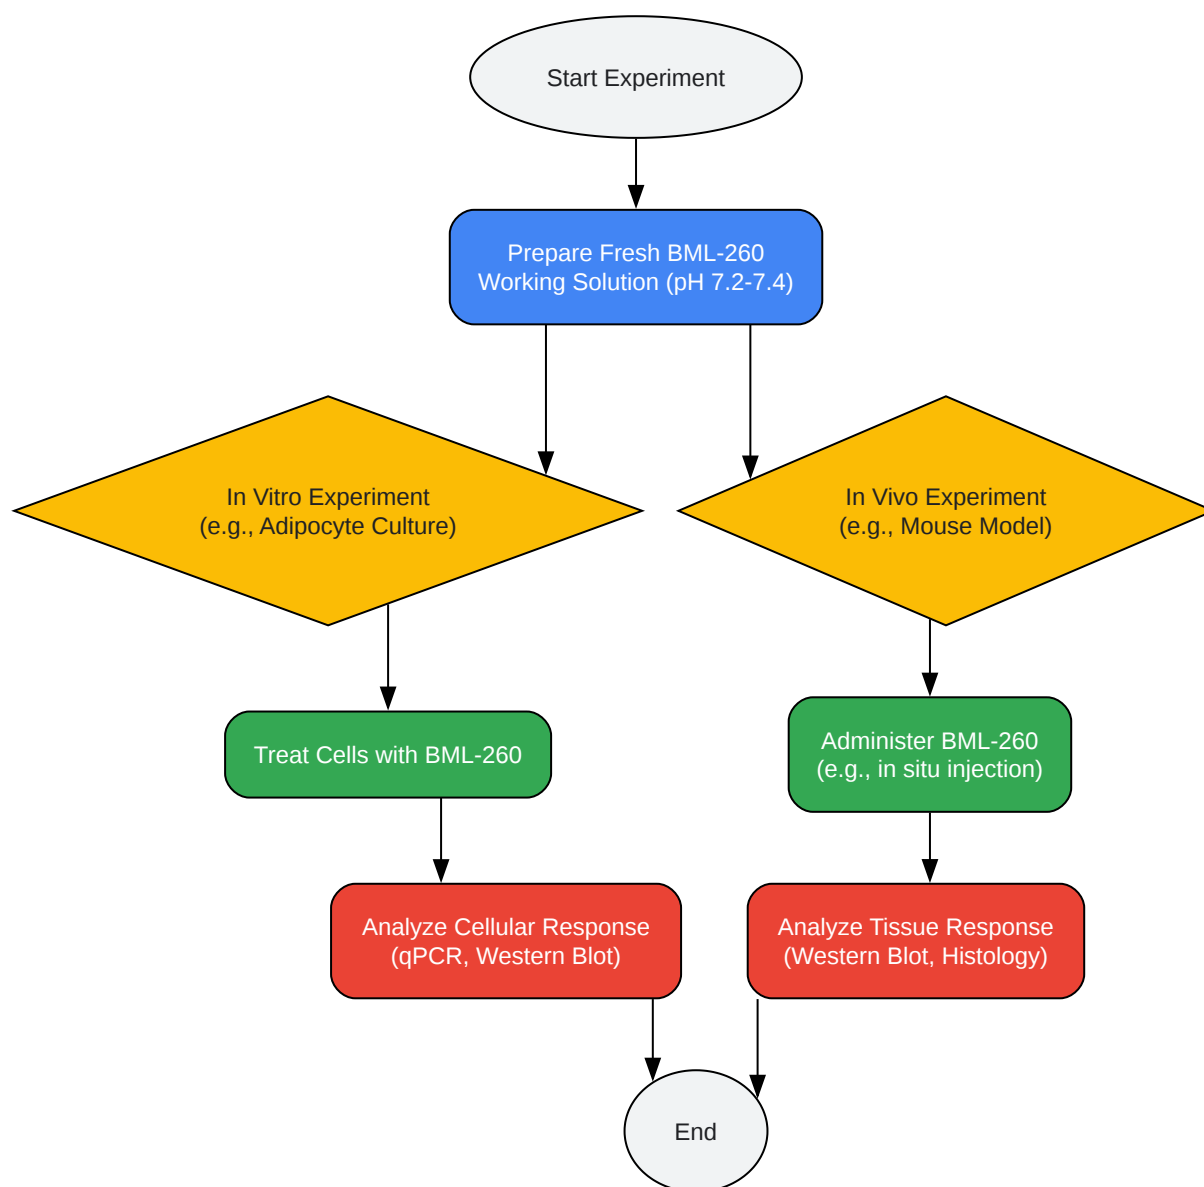 Start Experiment
Prepare Fresh BML-260
Working Solution (pH 7.2-7.4)
In Vitro Experiment
(e.g., Adipocyte Culture)
In Vivo Experiment
(e.g., Mouse Model)
Treat Cells with BML-260
Administer BML-260
(e.g., in situ injection)
Analyze Cellular Response
(qPCR, Western Blot)
Analyze Tissue Response
(Western Blot, Histology)
End